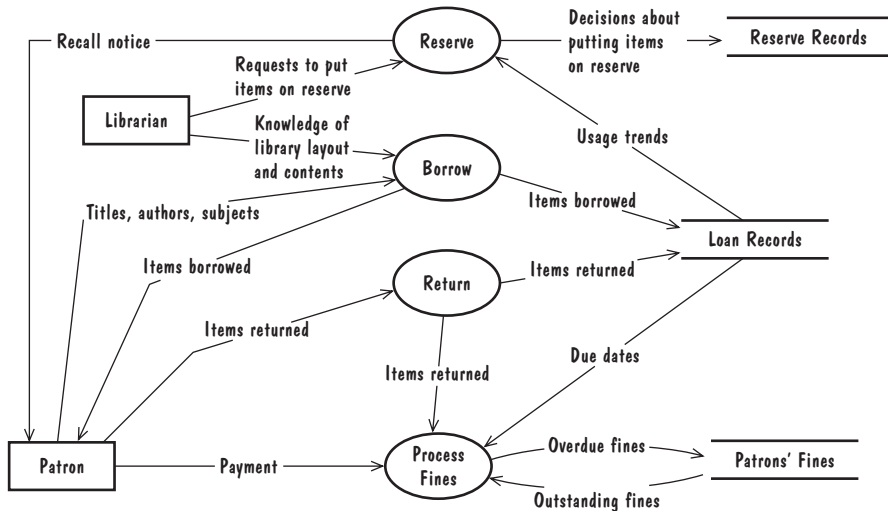 Recall notice
Reserve
Decisions about
putting items
on reserve
Reserve Records
Requests to put
items on reserve
Librarian
Knowledge of
library layout
and contents
Usage trends
Borrow
Titles, authors, subjects
Items borrowed
Loan Records
Items borrowed
Return
Items returned
Items returned
Due dates
Items returned
Patron
Payment
Process
Fines
Overdue fines
Patrons' Fines
Outstanding fines